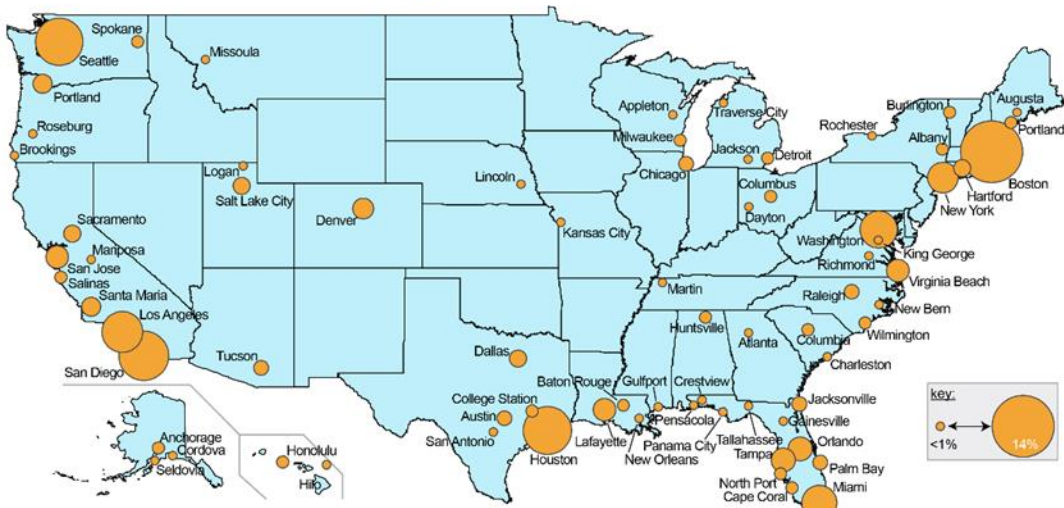 Spokane
Seattle
Missoula
Portland
Roseburg
Brookings
Logan
Salt Lake City
Lincoln
Denver
Kansas City
Sacramento
Mariposa
San Jose
Salinas
Santa Maria
Los Angeles
San Diego
Tucson
Appleton
Traverse City
Milwaukee
Jackson
Detroit
Chicago
Columbus
Dayton
Burlington
Augusta
Rochester
Portland
Albany
Boston
Hartford
New York
Washington
King George
Richmond
Virginia Beach
Raleigh
New Bern
Martin
Huntsville
Atlanta
Columbia
Wilmington
Charleston
Dallas
Baton Rouge
Gulfport
Crestview
College Station
Austin
San Antonio
Houston
Lafayette
New Orleans
Pensacola
Panama City
Tallahassee
Jacksonville
Gainesville
Orlando
Tampa
Palm Bay
North Port
Cape Coral
Miami
Anchorage
Cordova
Seldovia
Honolulu
Hilo
key:
<1%
14%